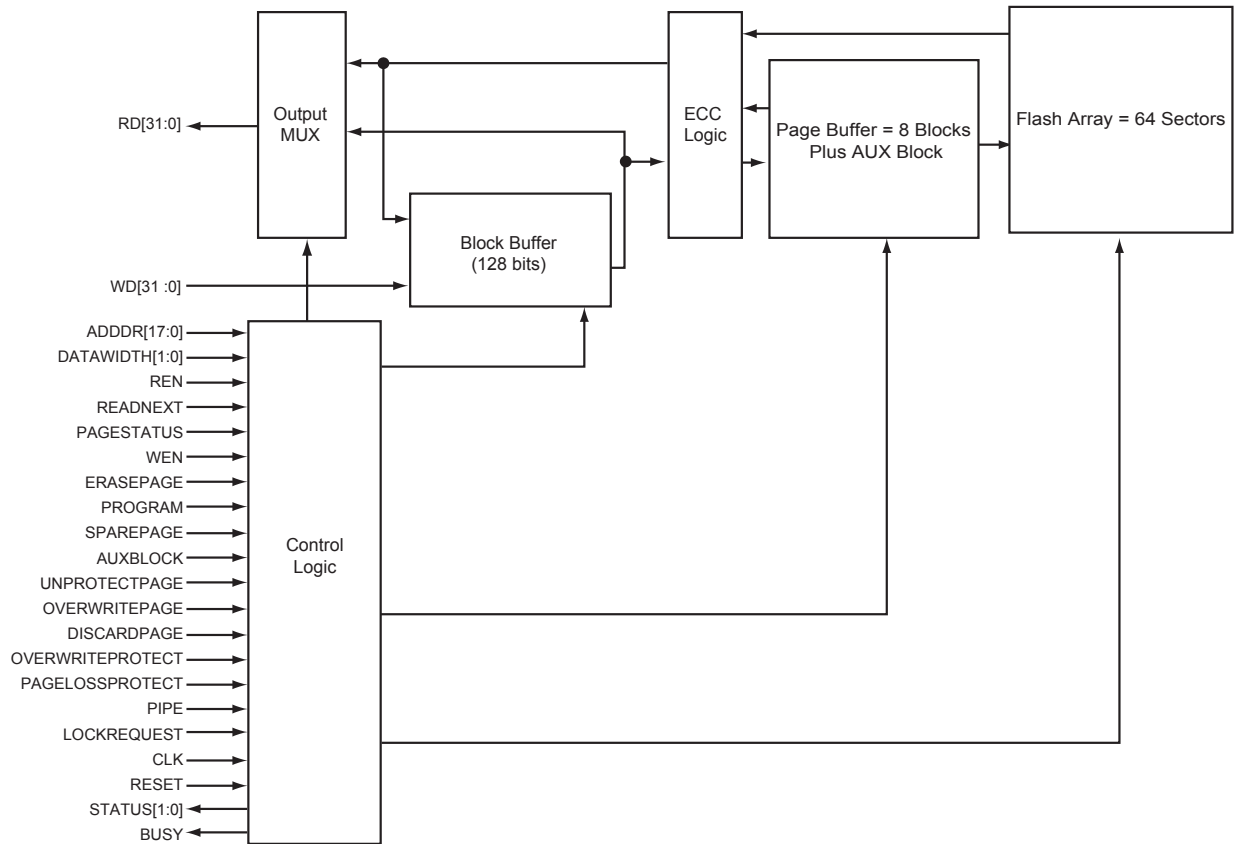 Output
MUX
RD[31:0]
ECC
Logic
Page Buffer = 8 Blocks
Plus AUX Block
Flash Array = 64 Sectors
Block Buffer
(128 bits)
WD[31 :0]
ADDDR[17:0]
DATAWIDTH[1:0]
REN
READNEXT
PAGESTATUS
WEN
ERASEPAGE
PROGRAM
SPAREPAGE
AUXBLOCK
UNPROTECTPAGE
OVERWRITEPAGE
DISCARDPAGE
OVERWRITEPROTECT
PAGELOSSPROTECT
PIPE
LOCKREQUEST
CLK
RESET
STATUS[1:0]
BUSY
Control
Logic